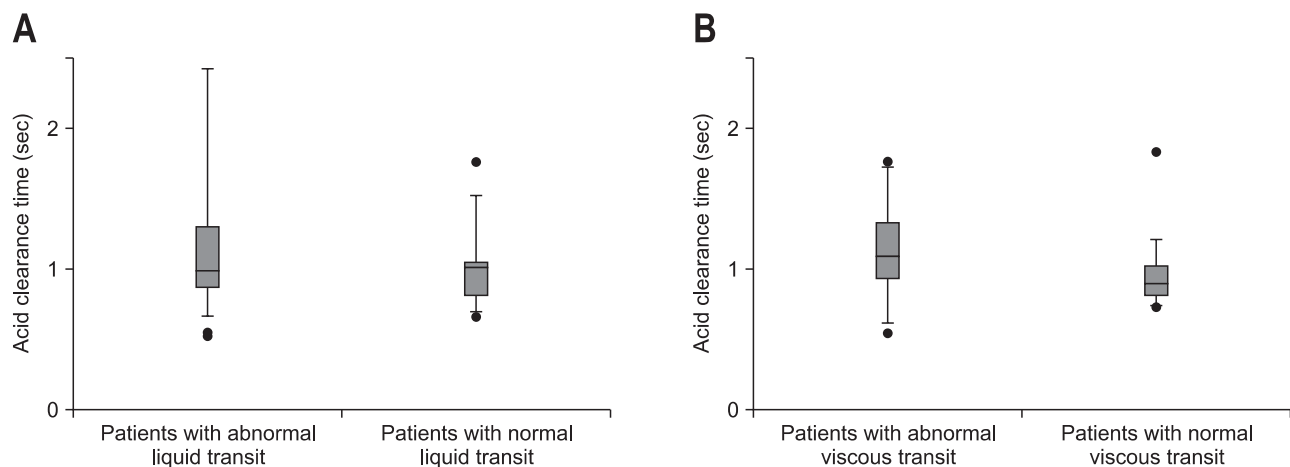 A
Acid clearance time (sec)
2
1
0
Patients with abnormal
liquid transit
Patients with normal
liquid transit
B
Acid clearance time (sec)
2
1
0
Patients with abnormal
viscous transit
Patients with normal
viscous transit